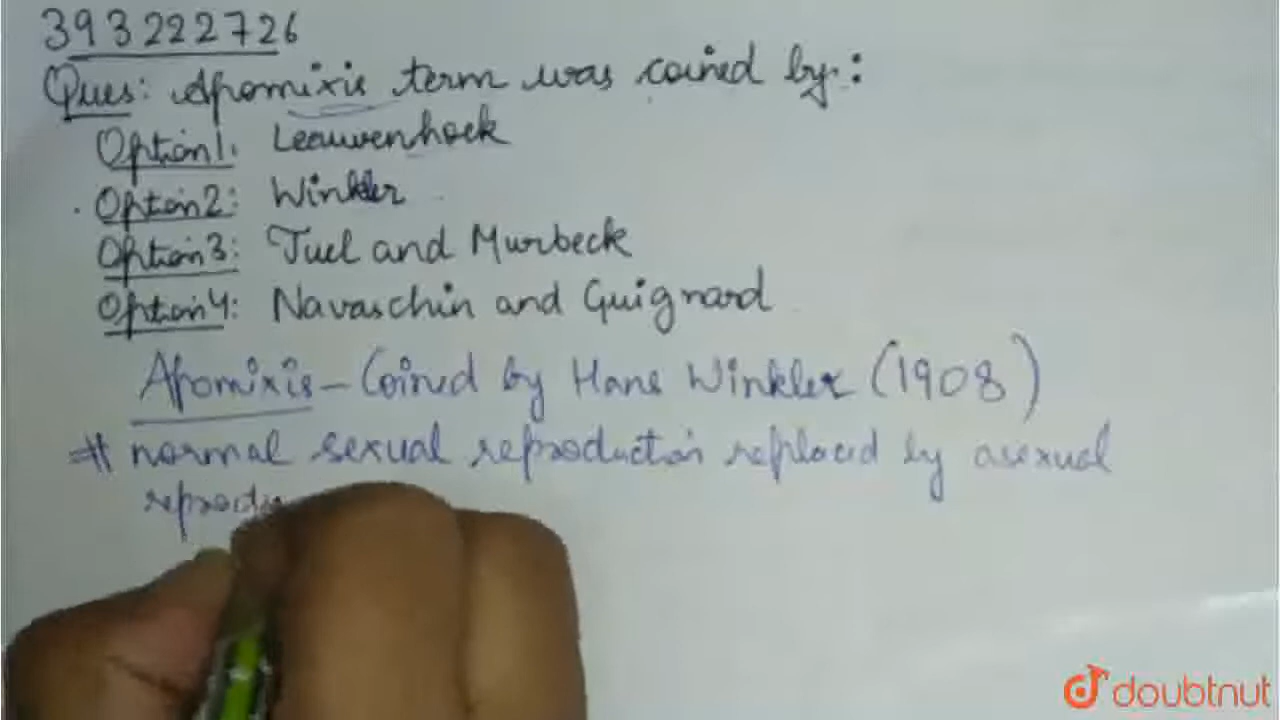 393222726
Ques: Apomixis term was coined by:
Option1. Leeuwenhoek
Option2: Winkler
Option3: Juel and Murbeck
Option4: Navaschin and Guignard
Apomixis - Coined by Hans Winkler (1908)
# normal sexual reproduction replaced by asexual
doubtnut